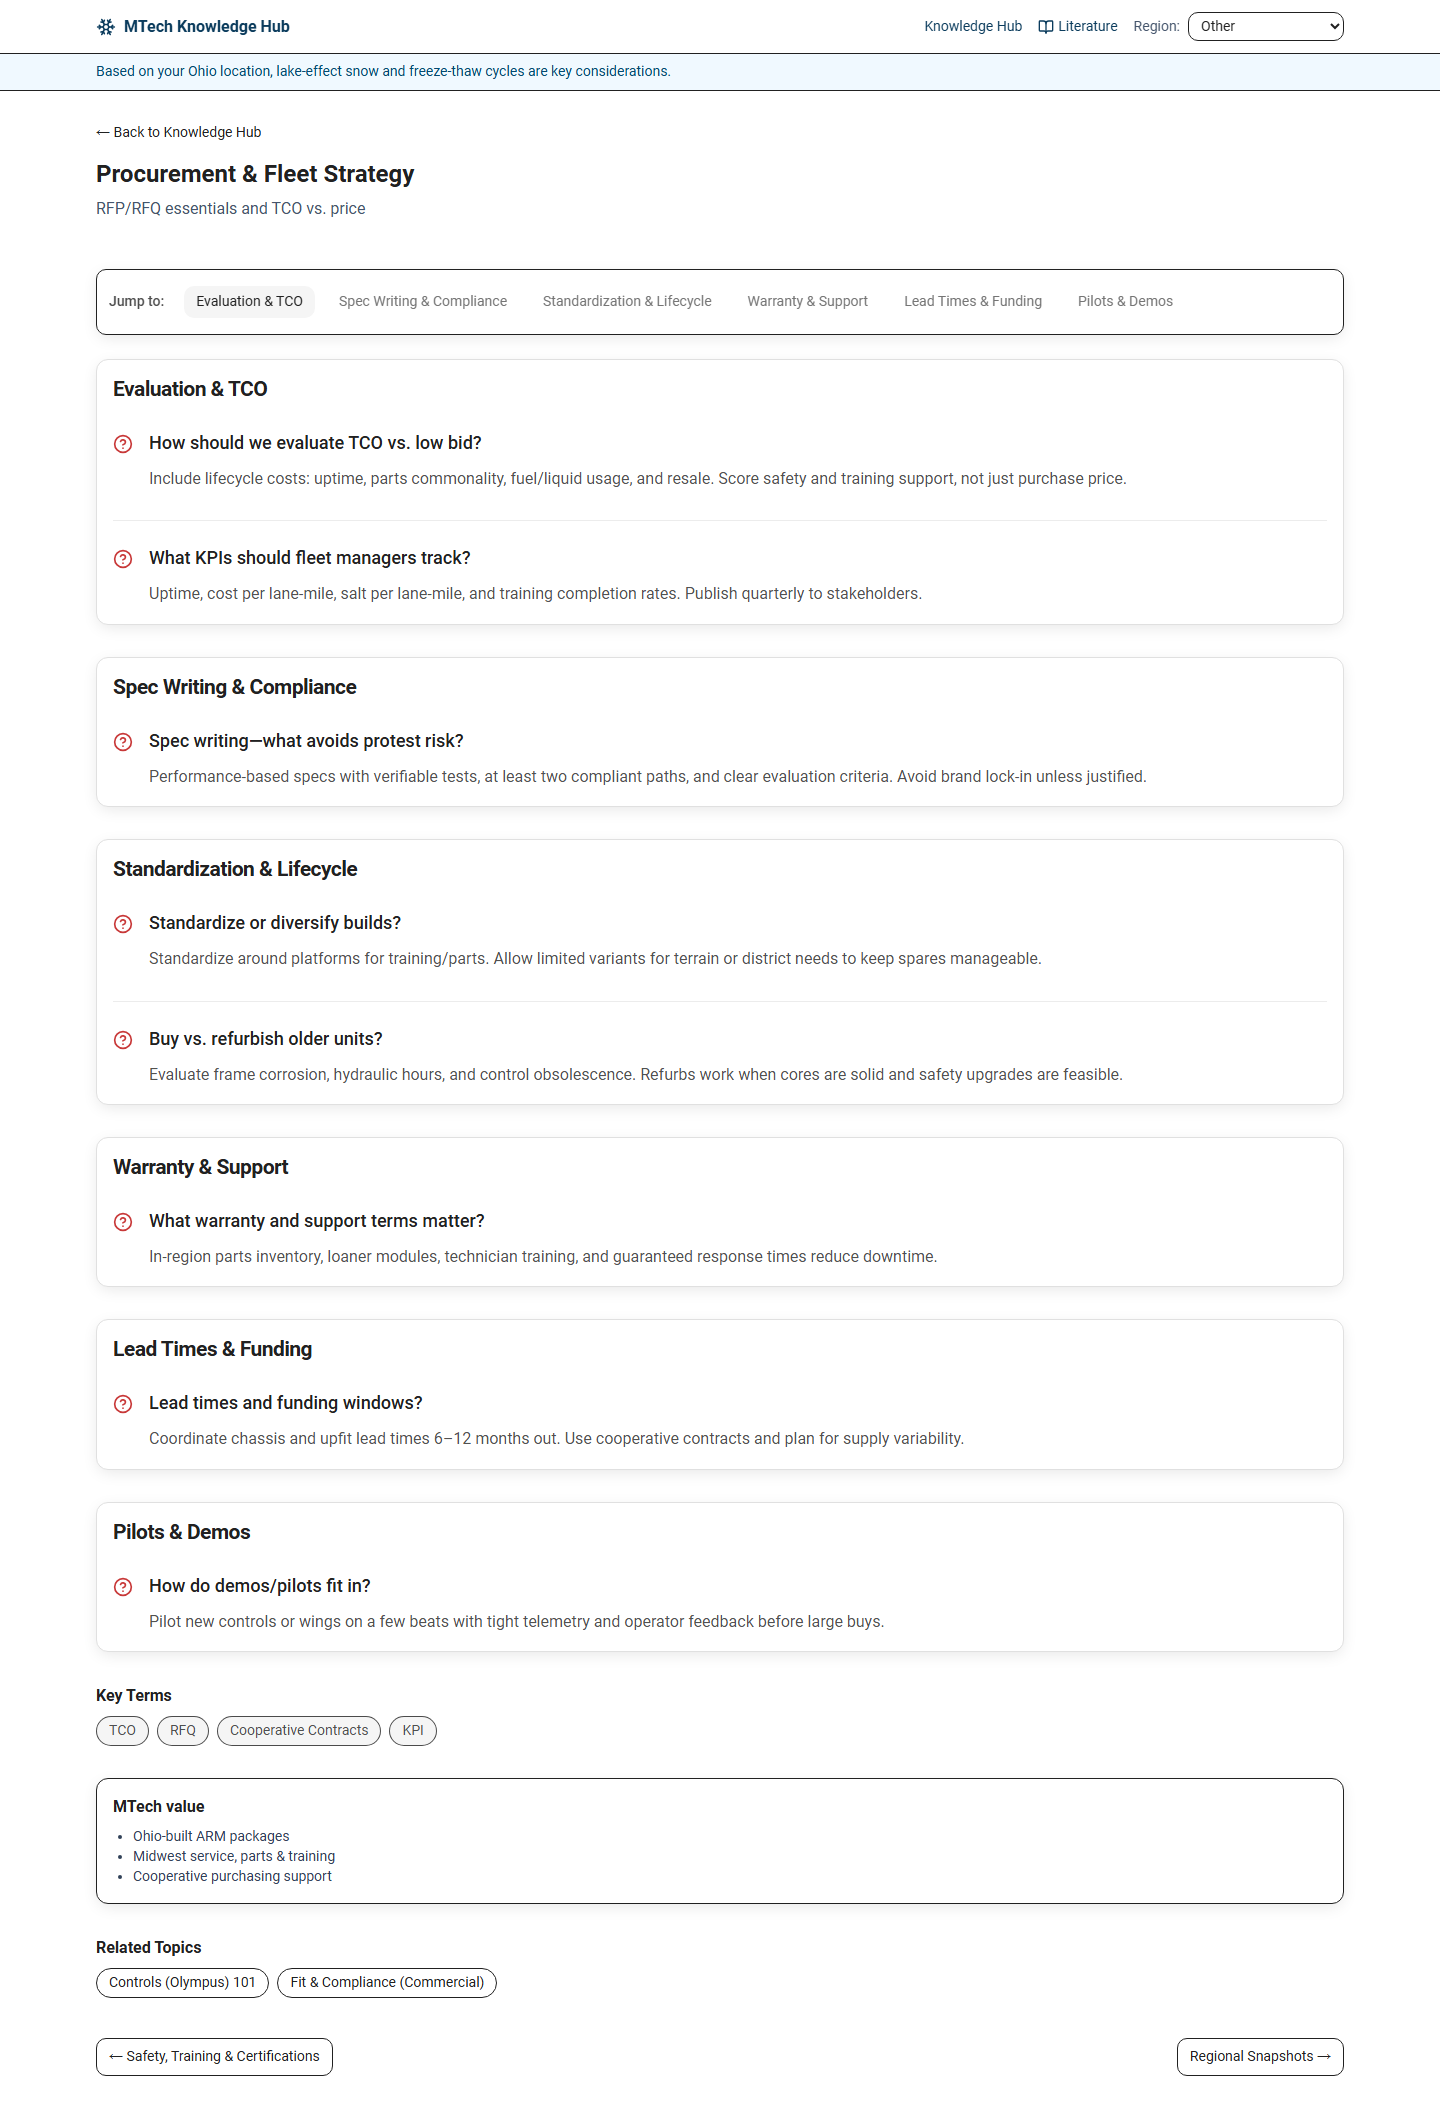 MTech Knowledge Hub
Knowledge Hub
Literature
Region:
Other
Based on your Ohio location, lake-effect snow and freeze-thaw cycles are key considerations.
← Back to Knowledge Hub
Procurement & Fleet Strategy
RFP/RFQ essentials and TCO vs. price
Jump to:
Evaluation & TCO
Spec Writing & Compliance
Standardization & Lifecycle
Warranty & Support
Lead Times & Funding
Pilots & Demos
Evaluation & TCO
How should we evaluate TCO vs. low bid?
Include lifecycle costs: uptime, parts commonality, fuel/liquid usage, and resale. Score safety and training support, not just purchase price.
What KPIs should fleet managers track?
Uptime, cost per lane-mile, salt per lane-mile, and training completion rates. Publish quarterly to stakeholders.
Spec Writing & Compliance
Spec writing—what avoids protest risk?
Performance-based specs with verifiable tests, at least two compliant paths, and clear evaluation criteria. Avoid brand lock-in unless justified.
Standardization & Lifecycle
Standardize or diversify builds?
Standardize around platforms for training/parts. Allow limited variants for terrain or district needs to keep spares manageable.
Buy vs. refurbish older units?
Evaluate frame corrosion, hydraulic hours, and control obsolescence. Refurbs work when cores are solid and safety upgrades are feasible.
Warranty & Support
What warranty and support terms matter?
In-region parts inventory, loaner modules, technician training, and guaranteed response times reduce downtime.
Lead Times & Funding
Lead times and funding windows?
Coordinate chassis and upfit lead times 6–12 months out. Use cooperative contracts and plan for supply variability.
Pilots & Demos
How do demos/pilots fit in?
Pilot new controls or wings on a few beats with tight telemetry and operator feedback before large buys.
Key Terms
TCO
RFQ
Cooperative Contracts
KPI
MTech value
• Ohio-built ARM packages
• Midwest service, parts & training
• Cooperative purchasing support
Related Topics
Controls (Olympus) 101
Fit & Compliance (Commercial)
← Safety, Training & Certifications
Regional Snapshots →